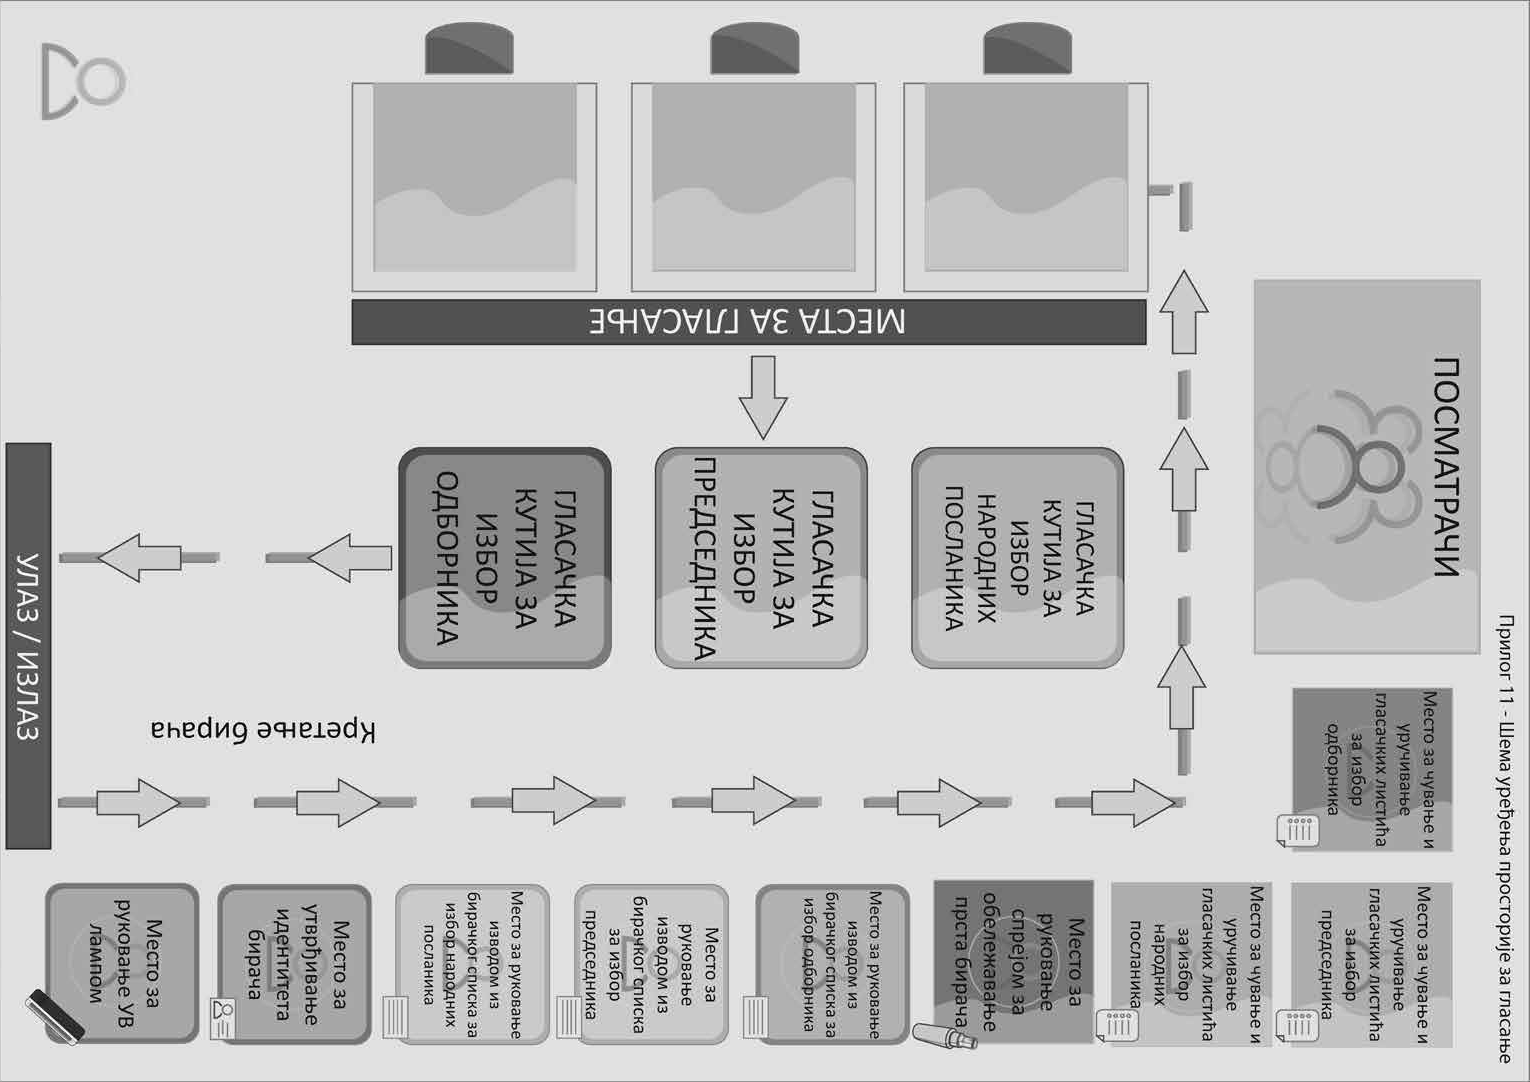 Прилог 11 - Шема уређења просторије за гласање
МЕСТА ЗА ГЛАСАЊЕ
ПОСМАТРАЧИ
ГЛАСАЧКА
КУТИЈА ЗА
ИЗБОР
ОДБОРНИКА
ГЛАСАЧКА
КУТИЈА ЗА
ИЗБОР
ПРЕДСЕДНИКА
ГЛАСАЧКА
КУТИЈА ЗА
ИЗБОР
НАРОДНИХ
ПОСЛАНИКА
УЛАЗ / ИЗЛАЗ
Кретање бирача
Место за
руковање УВ
лампом
Место за
утврђивање
идентитета
бирача
Место за руковање
изводом из
бирачког списка за
избор народних
посланика
Место за
руковање
изводом из
бирачког списка
за избор
председника
Место за руковање
изводом из
бирачког списка за
избор одборника
Место за
руковање
спрејом за
обележавање
прста бирача
Место за чување и
уручивање
гласачких листића
за избор
народних
посланика
Место за чување и
уручивање
гласачких листића
за избор
председника
Место за чување и
уручивање
гласачких листића
за избор
одборника